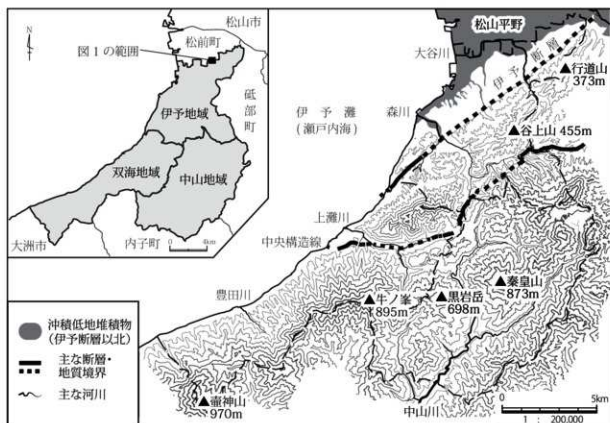 N
松山市
松前町
図1の範囲
砥部町
伊予地域
双海地域
中山地域
大洲市
内子町
0
4km
松山平野
大谷川
伊予断層
行道山
373m
伊予灘
(瀬戸内海)
森川
谷上山 455m
上灘川
中央構造線
豊田川
牛ノ峯
895m
黒岩岳
698m
秦皇山
873m
壷神山
970m
中山川
沖積低地堆積物
(伊予断層以北)
主な断層・
地質境界
主な河川
0
5km
1 : 200,000